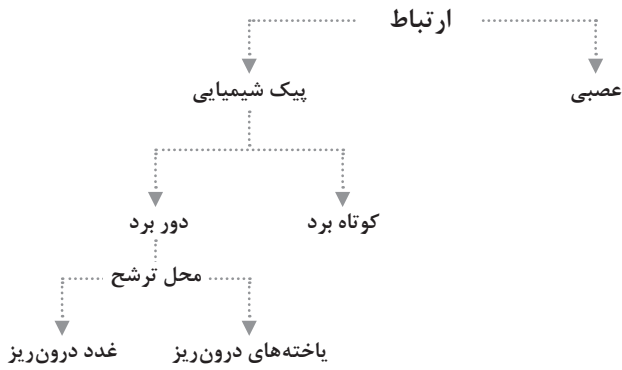 ارتباط
عصبی
پیک شیمیایی
کوتاه برد
دور برد
محل ترشح
یاخته‌های درون‌ریز
غدد درون‌ریز